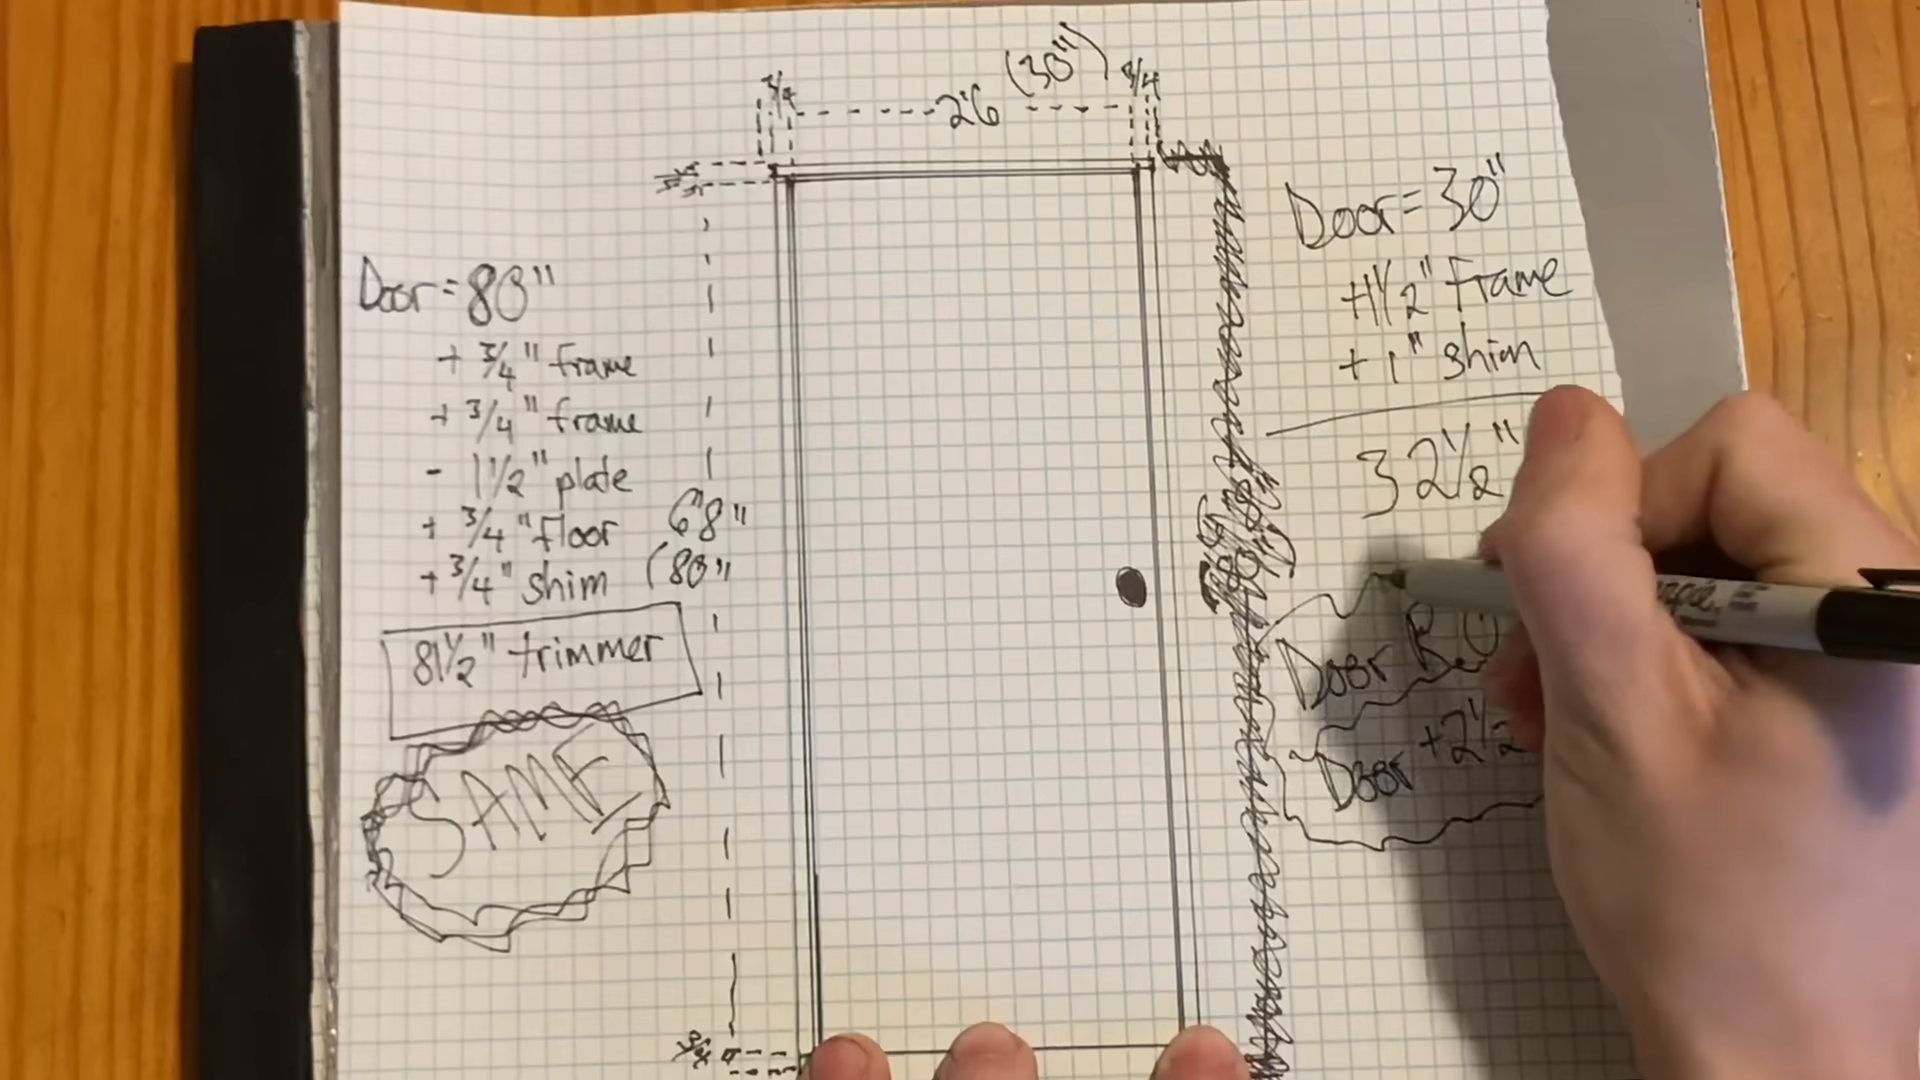 (30")
3/4 2'6 3/4
Door = 80"
+ 3/4" frame
+ 3/4" frame
- 1 1/2" plate
+ 3/4" floor
+ 3/4" shim
81 1/2" trimmer
SAME
6'8"
(80"
Door = 30"
+1 1/2" frame
+ 1" shim
32 1/2"
Door R.O
Door +2 1/2